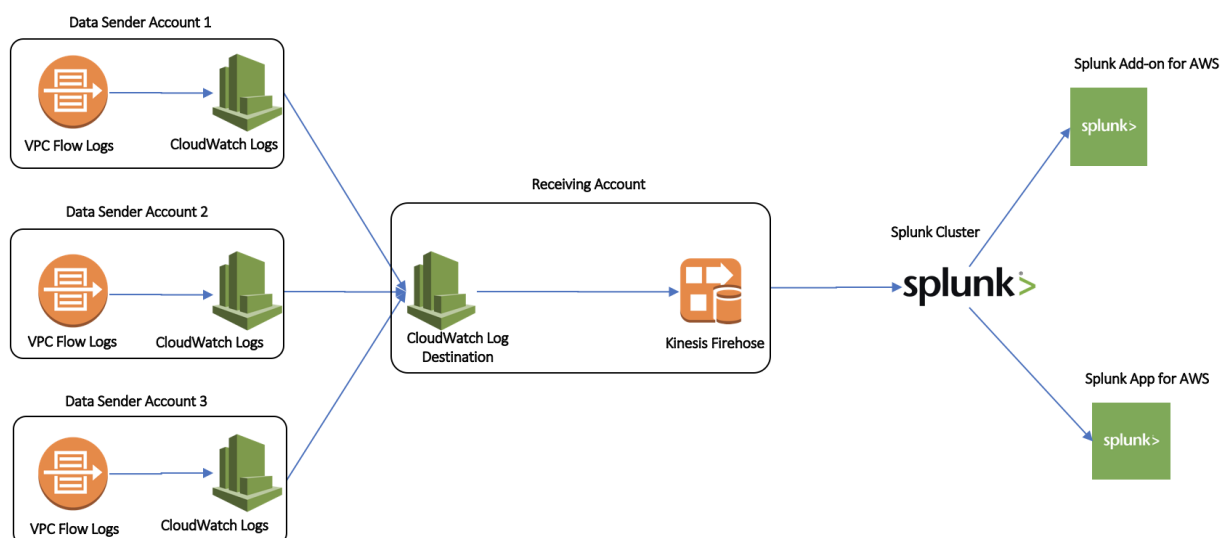 Data Sender Account 1
VPC Flow Logs
CloudWatch Logs
Data Sender Account 2
VPC Flow Logs
CloudWatch Logs
Data Sender Account 3
VPC Flow Logs
CloudWatch Logs
Receiving Account
CloudWatch Log
Destination
Kinesis Firehose
Splunk Cluster
splunk>
Splunk Add-on for AWS
splunk>
Splunk App for AWS
splunk>